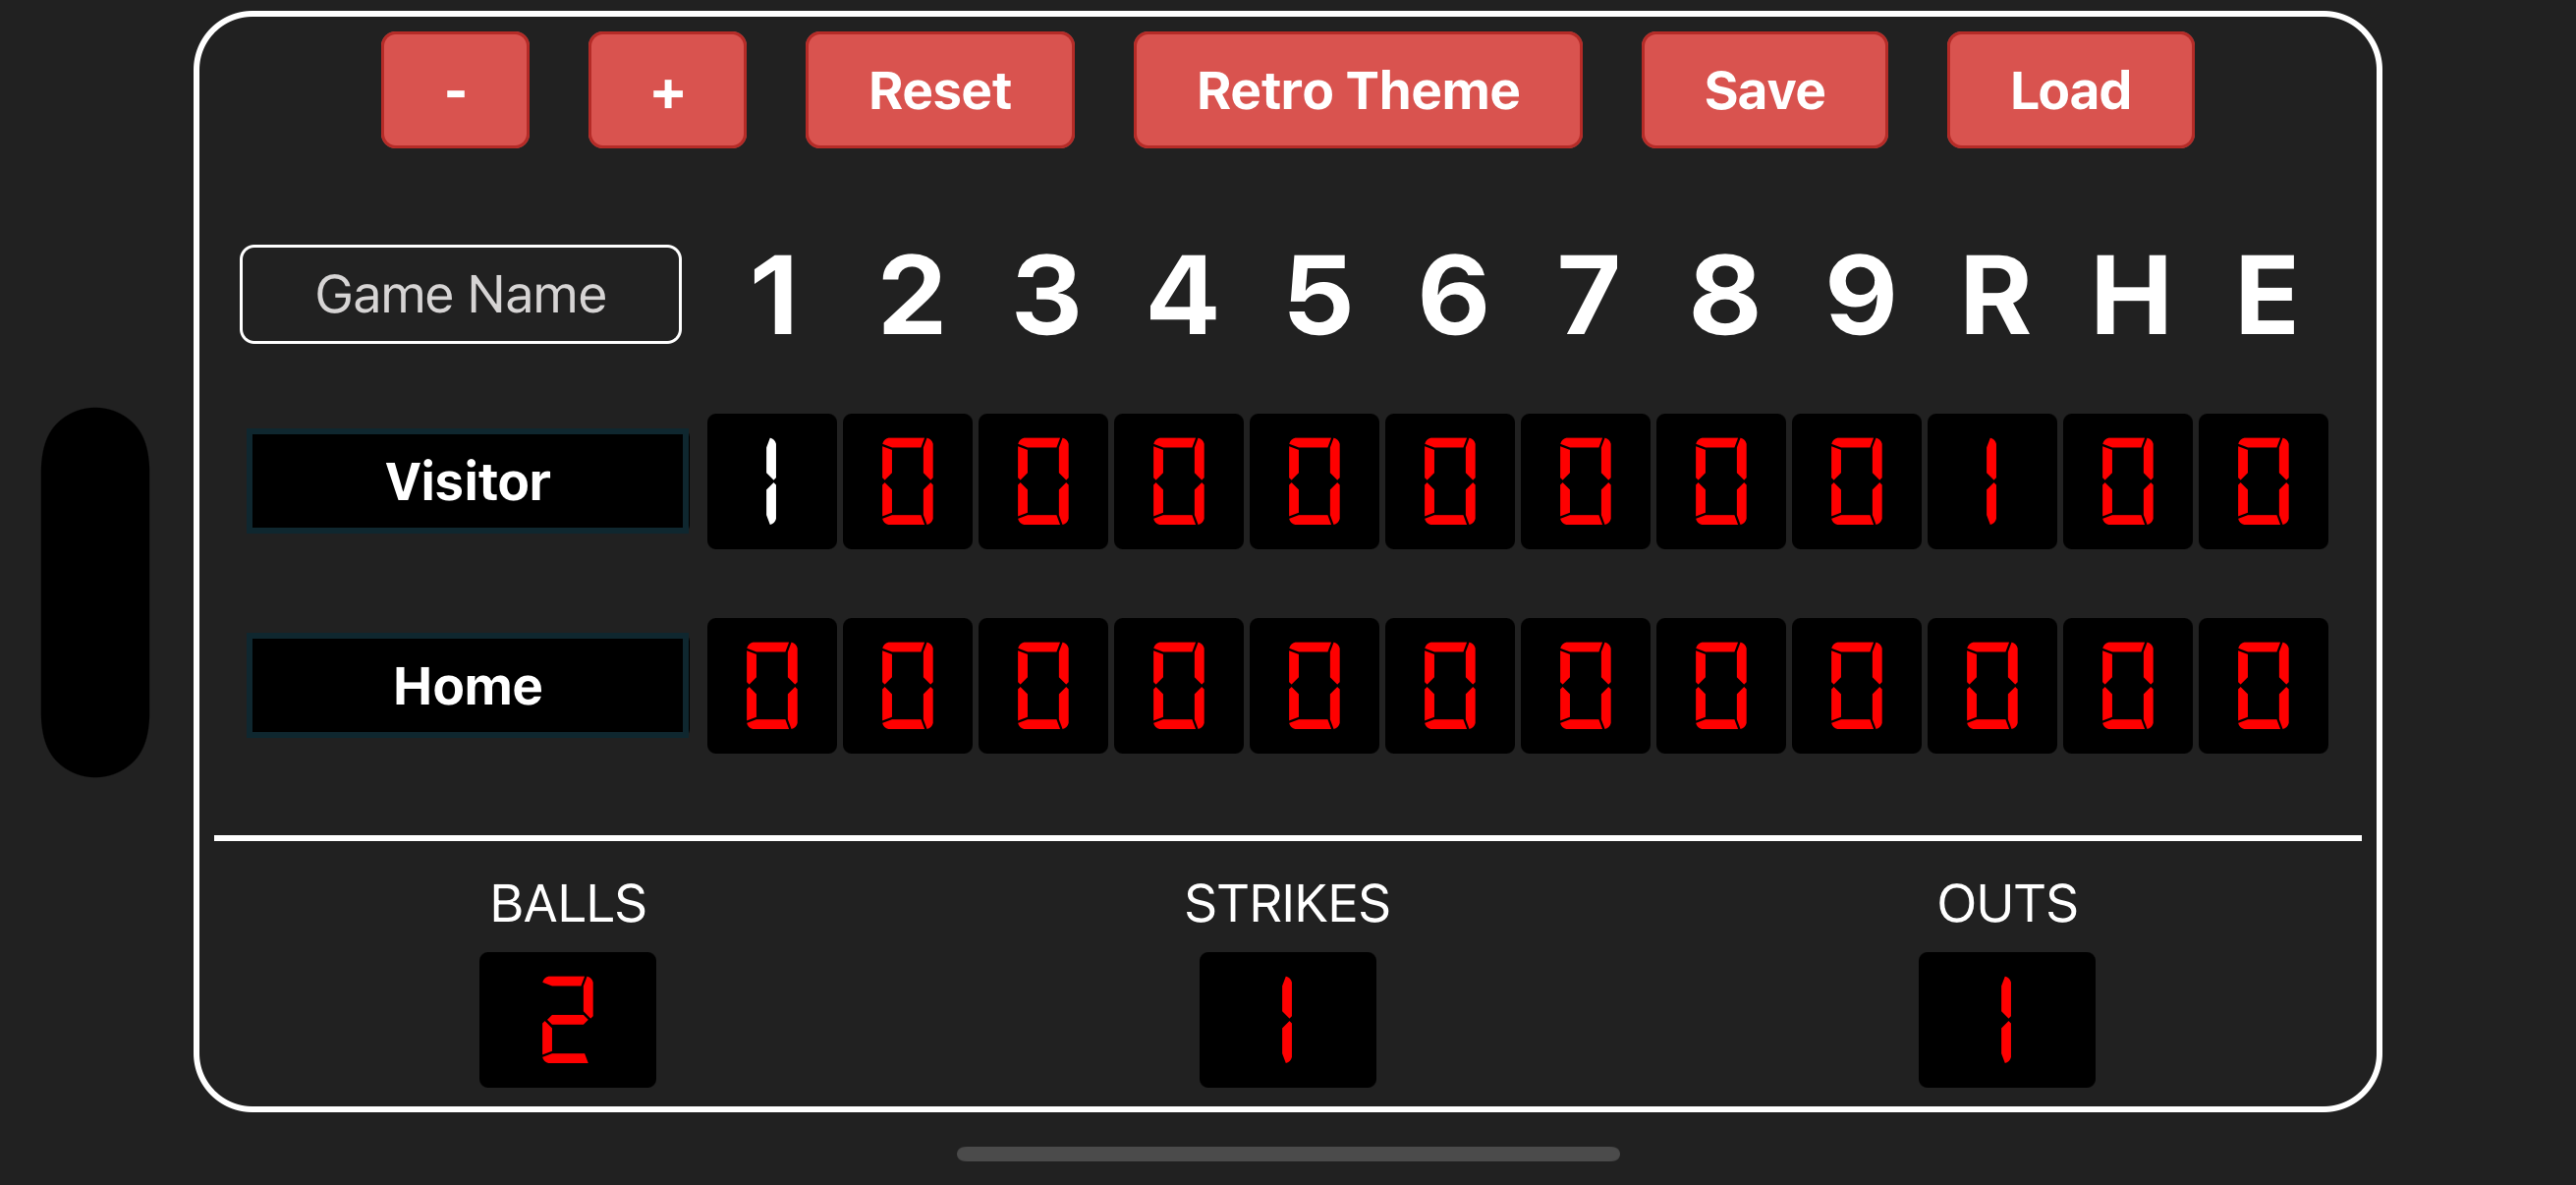 - + Reset Retro Theme Save Load
Game Name 1 2 3 4 5 6 7 8 9 R H E
Visitor 1 0 0 0 0 0 0 0 0 1 0 0
Home 0 0 0 0 0 0 0 0 0 0 0 0
BALLS STRIKES OUTS
2 1 1